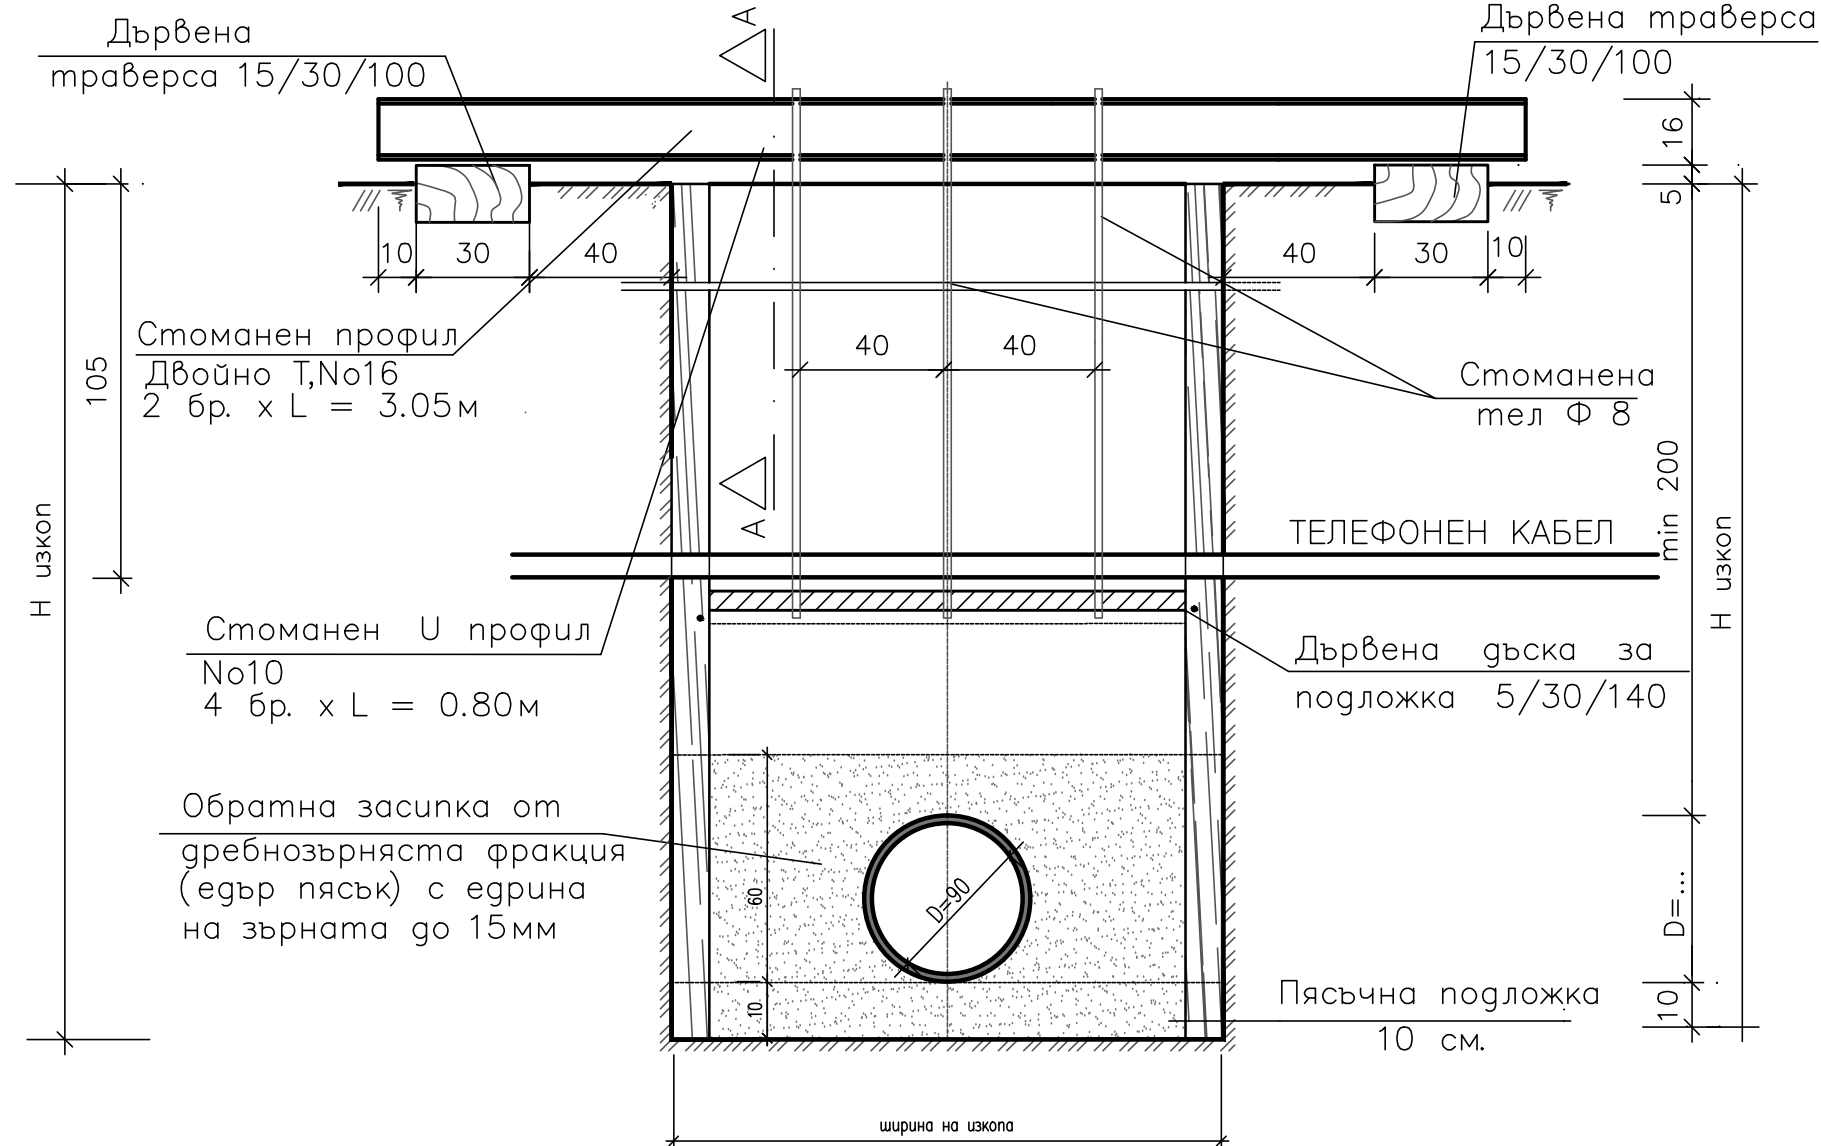 Дървена
траверса 15/30/100
A
Дървена траверса
15/30/100
16
5
10
30
40
40
30
10
Стоманен профил
Двойно Т,No16
2 бр. x L = 3.05м
105
40
40
Стоманена
тел Ф 8
A
min 200
ТЕЛЕФОНЕН КАБЕЛ
Н изкоп
Н изкоп
Стоманен U профил
No10
4 бр. x L = 0.80м
Дървена дъска за
подложка 5/30/140
Обратна засипка от
дребнозърняста фракция
(едър пясък) с едрина
на зърната до 15мм
60
D=90
D=...
10
Пясъчна подложка
10 см.
10
ширина на изкопа